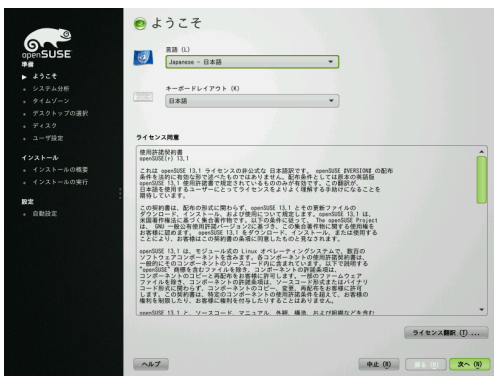 openSUSE
準備
ようこそ
システム分析
タイムゾーン
デスクトップの選択
ディスク
ユーザ設定
インストール
インストールの概要
インストールの実行
設定
自動設定
ようこそ
言語 (L)
Japanese - 日本語
キーボードレイアウト (K)
日本語
ライセンス同意
使用許諾契約書
openSUSE(r) 13.1
これは openSUSE 13.1 ライセンスの非公式な 日本語訳です。 openSUSE @VERSION@ の配布
条件を法的に有効な形で述べたものではありません。配布条件としては原本の英語版
openSUSE 13.1 使用許諾書で規定されているもののみが有効です。この翻訳が、
日本語を使用するユーザーにとってライセンスをよりよく理解する手助けになることを
期待しています。
この契約書は、配布の形式に関わらず、openSUSE 13.1 とその更新ファイルの
ダウンロード、インストール、および使用について規定します。openSUSE 13.1 は、
米国著作権法に基づく集合著作物です。以下の条件に従って、 The openSUSE Project
は、 GNU 一般公有使用許諾バージョン2に基づき、この集合著作物に関する使用権を
お客様に認めます。 openSUSE 13.1 をダウンロード、インストール、または使用する
ことにより、お客様はこの契約書の条項に同意したものと見なされます。
openSUSE 13.1 は、モジュール式の Linux オペレーティングシステムで、数百の
ソフトウェアコンポーネントを含みます。各コンポーネントの使用許諾契約書は、
一般的にそのコンポーネントのソースコード内に含まれています。以下で説明する
"openSUSE" 商標を含むファイルを除き、コンポーネントの許諾条項は、
コンポーネントのコピーと再配布をお客様に許可します。一部のファームウェア
ファイルを除き、コンポーネントの許諾条項は、ソースコード形式またはバイナリ
コード形式に関わらず、コンポーネントのコピー、変更、再配布をお客様に許可
します。この契約書は、特定のコンポーネントの使用許諾条件を超えて、お客様の
権利を制限したり、お客様に権利を付与したりすることはありません。
openSUSE 13.1 と、ソースコード、マニュアル、外観、構造、および組織などを含む
ライセンス翻訳 (T) ...
ヘルプ
中止 (R)
戻る (B)
次へ (N)